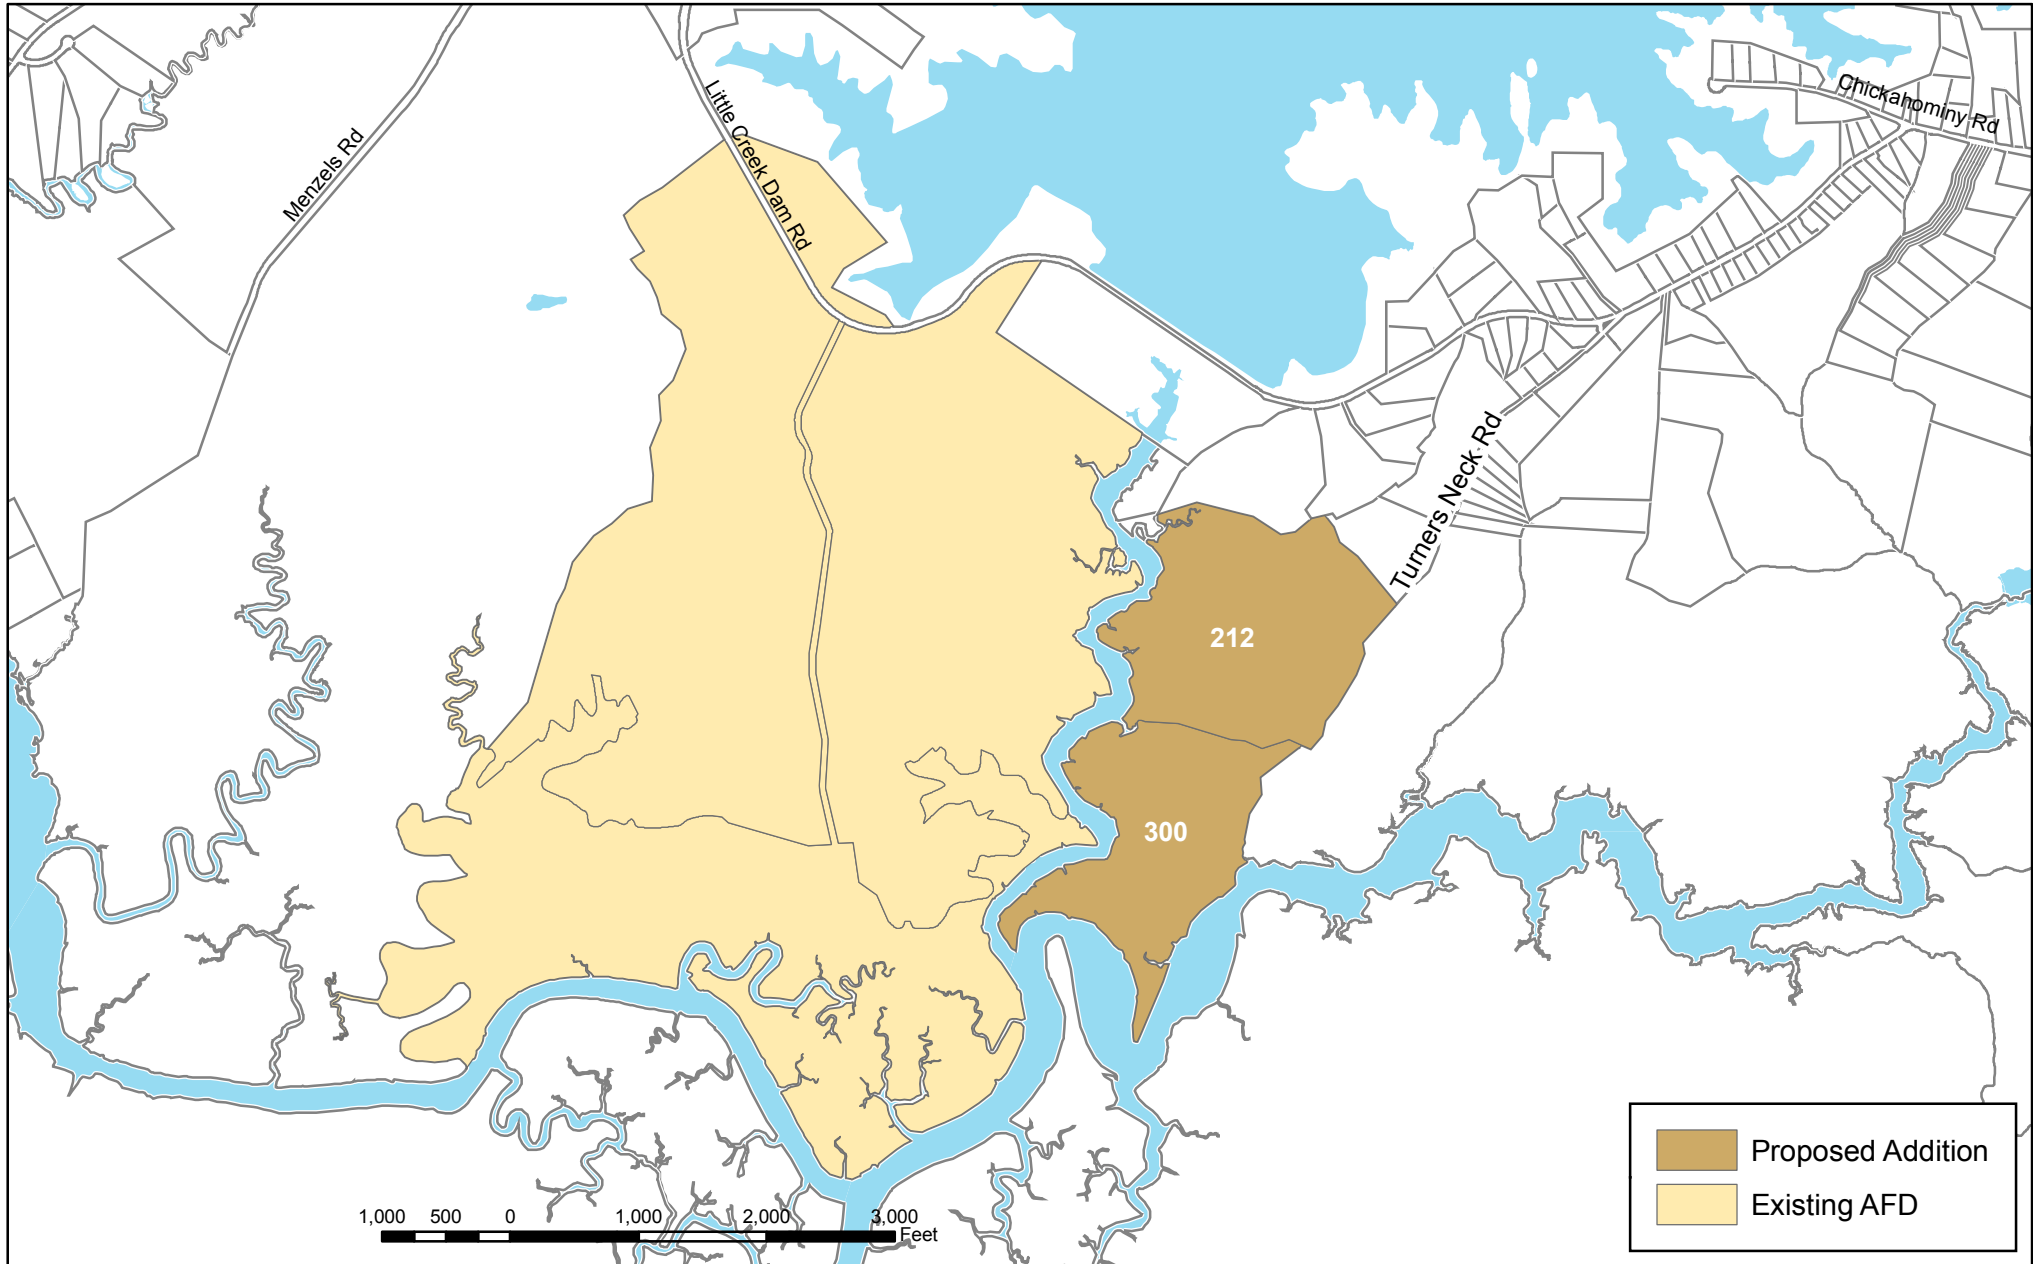 Chickahominy Rd
Little Creek Dam Rd
Menzels Rd
Turners Neck Rd
212
300
Proposed Addition
Existing AFD
1,000 500 0 1,000 2,000 3,000
Feet